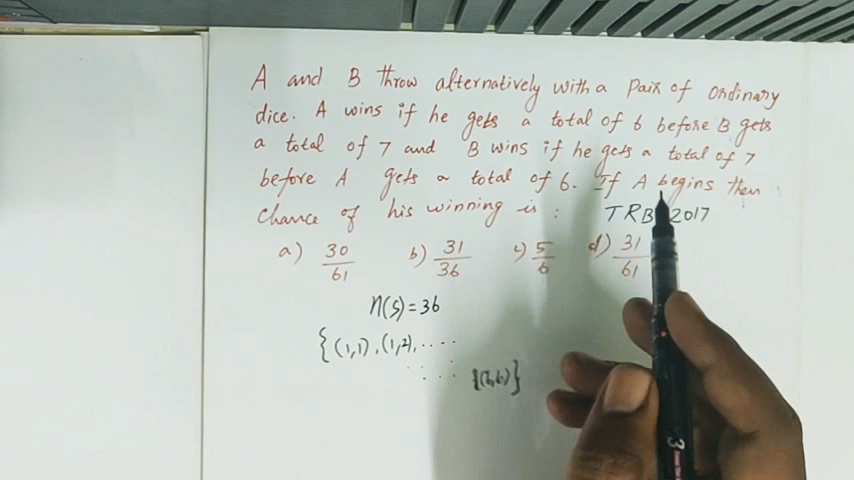 A and B throw alternatively with a Pair of ordinary
dice. A wins if he gets a total of 6 before B gets
a total of 7 and B wins if he gets a total of 7
before A gets a total of 6. If A begins then
chance of his winning is : TRB 2017
a) 30/61 b) 31/36 c) 5/6 d) 31/61
n(S) = 36
{(1,1), (1,2), ....
....
.... (6,6)}
3